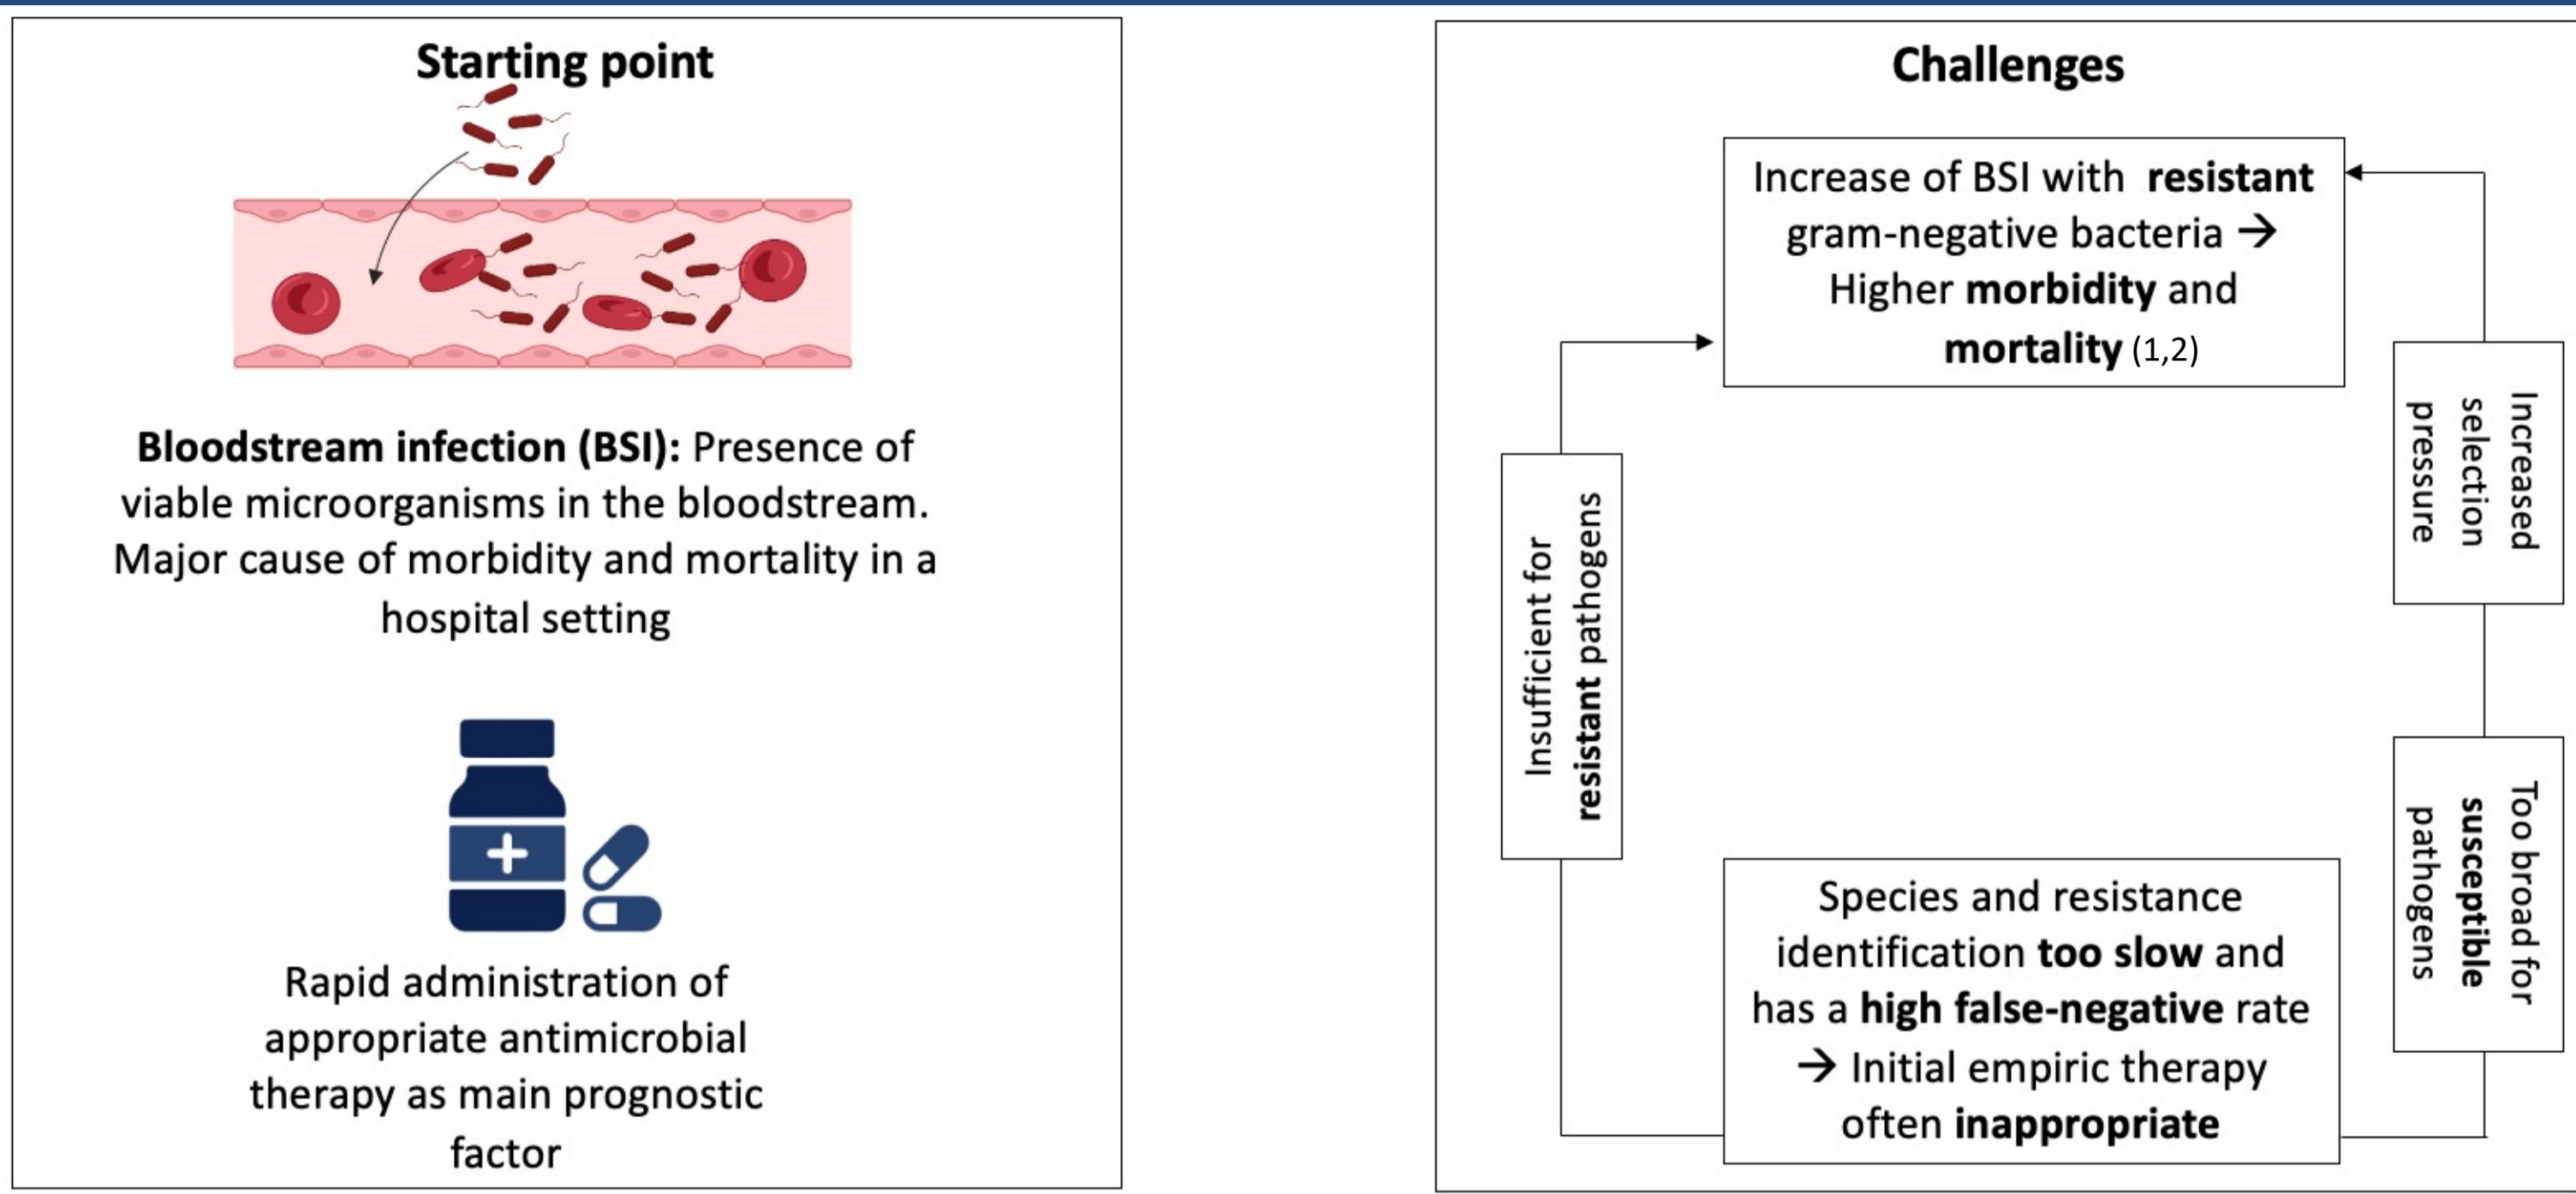 Starting point
Bloodstream infection (BSI): Presence of
viable microorganisms in the bloodstream.
Major cause of morbidity and mortality in a
hospital setting
Rapid administration of
appropriate antimicrobial
therapy as main prognostic
factor
Challenges
Increase of BSI with resistant
gram-negative bacteria →
Higher morbidity and
mortality (1,2)
Insufficient for
resistant pathogens
Increased
selection
pressure
Too broad for
susceptible
pathogens
Species and resistance
identification too slow and
has a high false-negative rate
→ Initial empiric therapy
often inappropriate